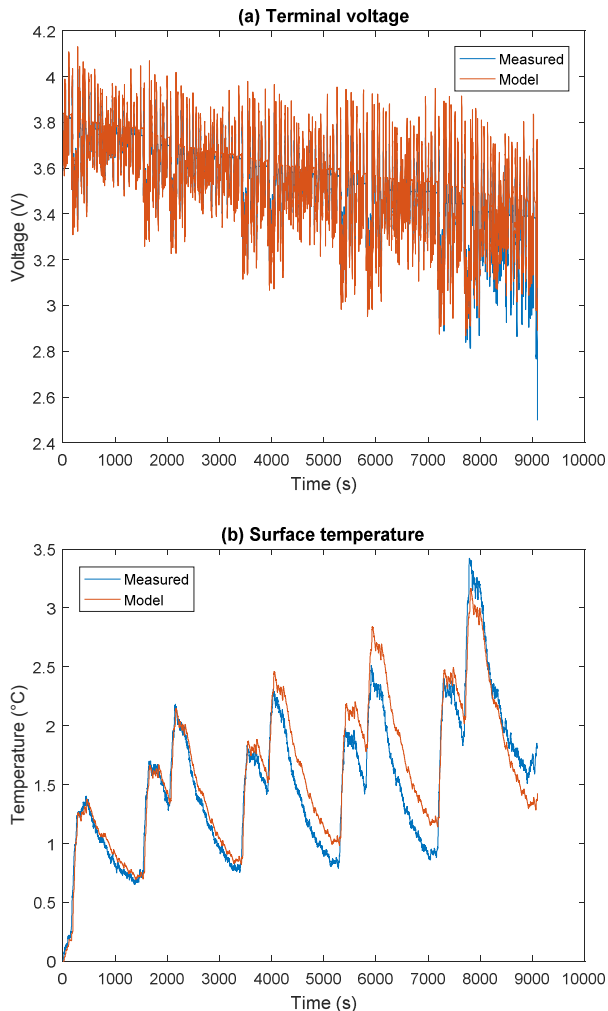 (a) Terminal voltage
4.2
4
3.8
3.6
3.4
3.2
3
2.8
2.6
2.4
Voltage (V)
Measured
Model
0 1000 2000 3000 4000 5000 6000 7000 8000 9000 10000
Time (s)
(b) Surface temperature
3.5
3
2.5
2
1.5
1
0.5
0
Temperature (°C)
Measured
Model
0 1000 2000 3000 4000 5000 6000 7000 8000 9000 10000
Time (s)